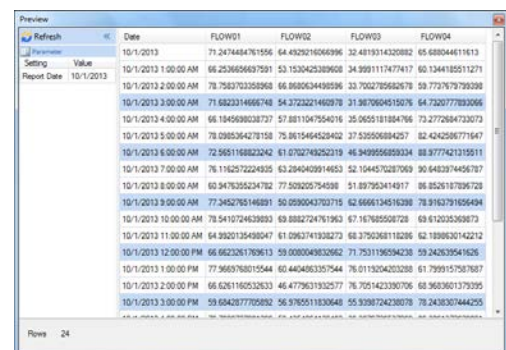 Preview
Refresh
Parameter
Setting Value
Report Date 10/1/2013
Date FLOW01 FLOW02 FLOW03 FLOW04
10/1/2013 71.2474484761556 64.4929216066996 32.4819314320882 65.688044611613
10/1/2013 1:00:00 AM 66.2536656697591 53.1530425389608 34.9991117477417 60.1344185511271
10/1/2013 2:00:00 AM 78.7583703358968 66.8680634498596 33.7002785682678 59.7737679799398
10/1/2013 3:00:00 AM 71.6823314666748 54.3723221460978 31.9870604515076 64.7320777893066
10/1/2013 4:00:00 AM 66.1845698038737 57.8811047554016 35.0655181884766 73.2772684733073
10/1/2013 5:00:00 AM 78.0985364278158 75.8615464528402 37.535506884257 82.4242586771647
10/1/2013 6:00:00 AM 72.5651168823242 61.0702749252319 46.9499556859334 88.9777421315511
10/1/2013 7:00:00 AM 76.1162572224935 63.2840409914653 52.1044570287069 90.6483974456787
10/1/2013 8:00:00 AM 60.9476355234782 77.509205754598 51.897953414917 86.8526187896728
10/1/2013 9:00:00 AM 77.3452765146891 50.0590043703715 62.6666134516398 78.9163791656494
10/1/2013 10:00:00 AM 78.5410724639893 69.8882724761963 67.167685508728 69.612035369873
10/1/2013 11:00:00 AM 64.9920135498047 61.0963741938273 68.3750368118286 62.1898630142212
10/1/2013 12:00:00 PM 66.6623261769613 59.0080049832662 71.7531196594238 59.242639541626
10/1/2013 1:00:00 PM 77.9669768015544 60.4404863357544 76.0119204203288 61.7999157587687
10/1/2013 2:00:00 PM 66.6261160532633 46.4779631932577 76.7051423390706 68.9683601379395
10/1/2013 3:00:00 PM 59.6842877705892 56.9765511830648 55.9398724238078 78.2438307444255
Rows 24